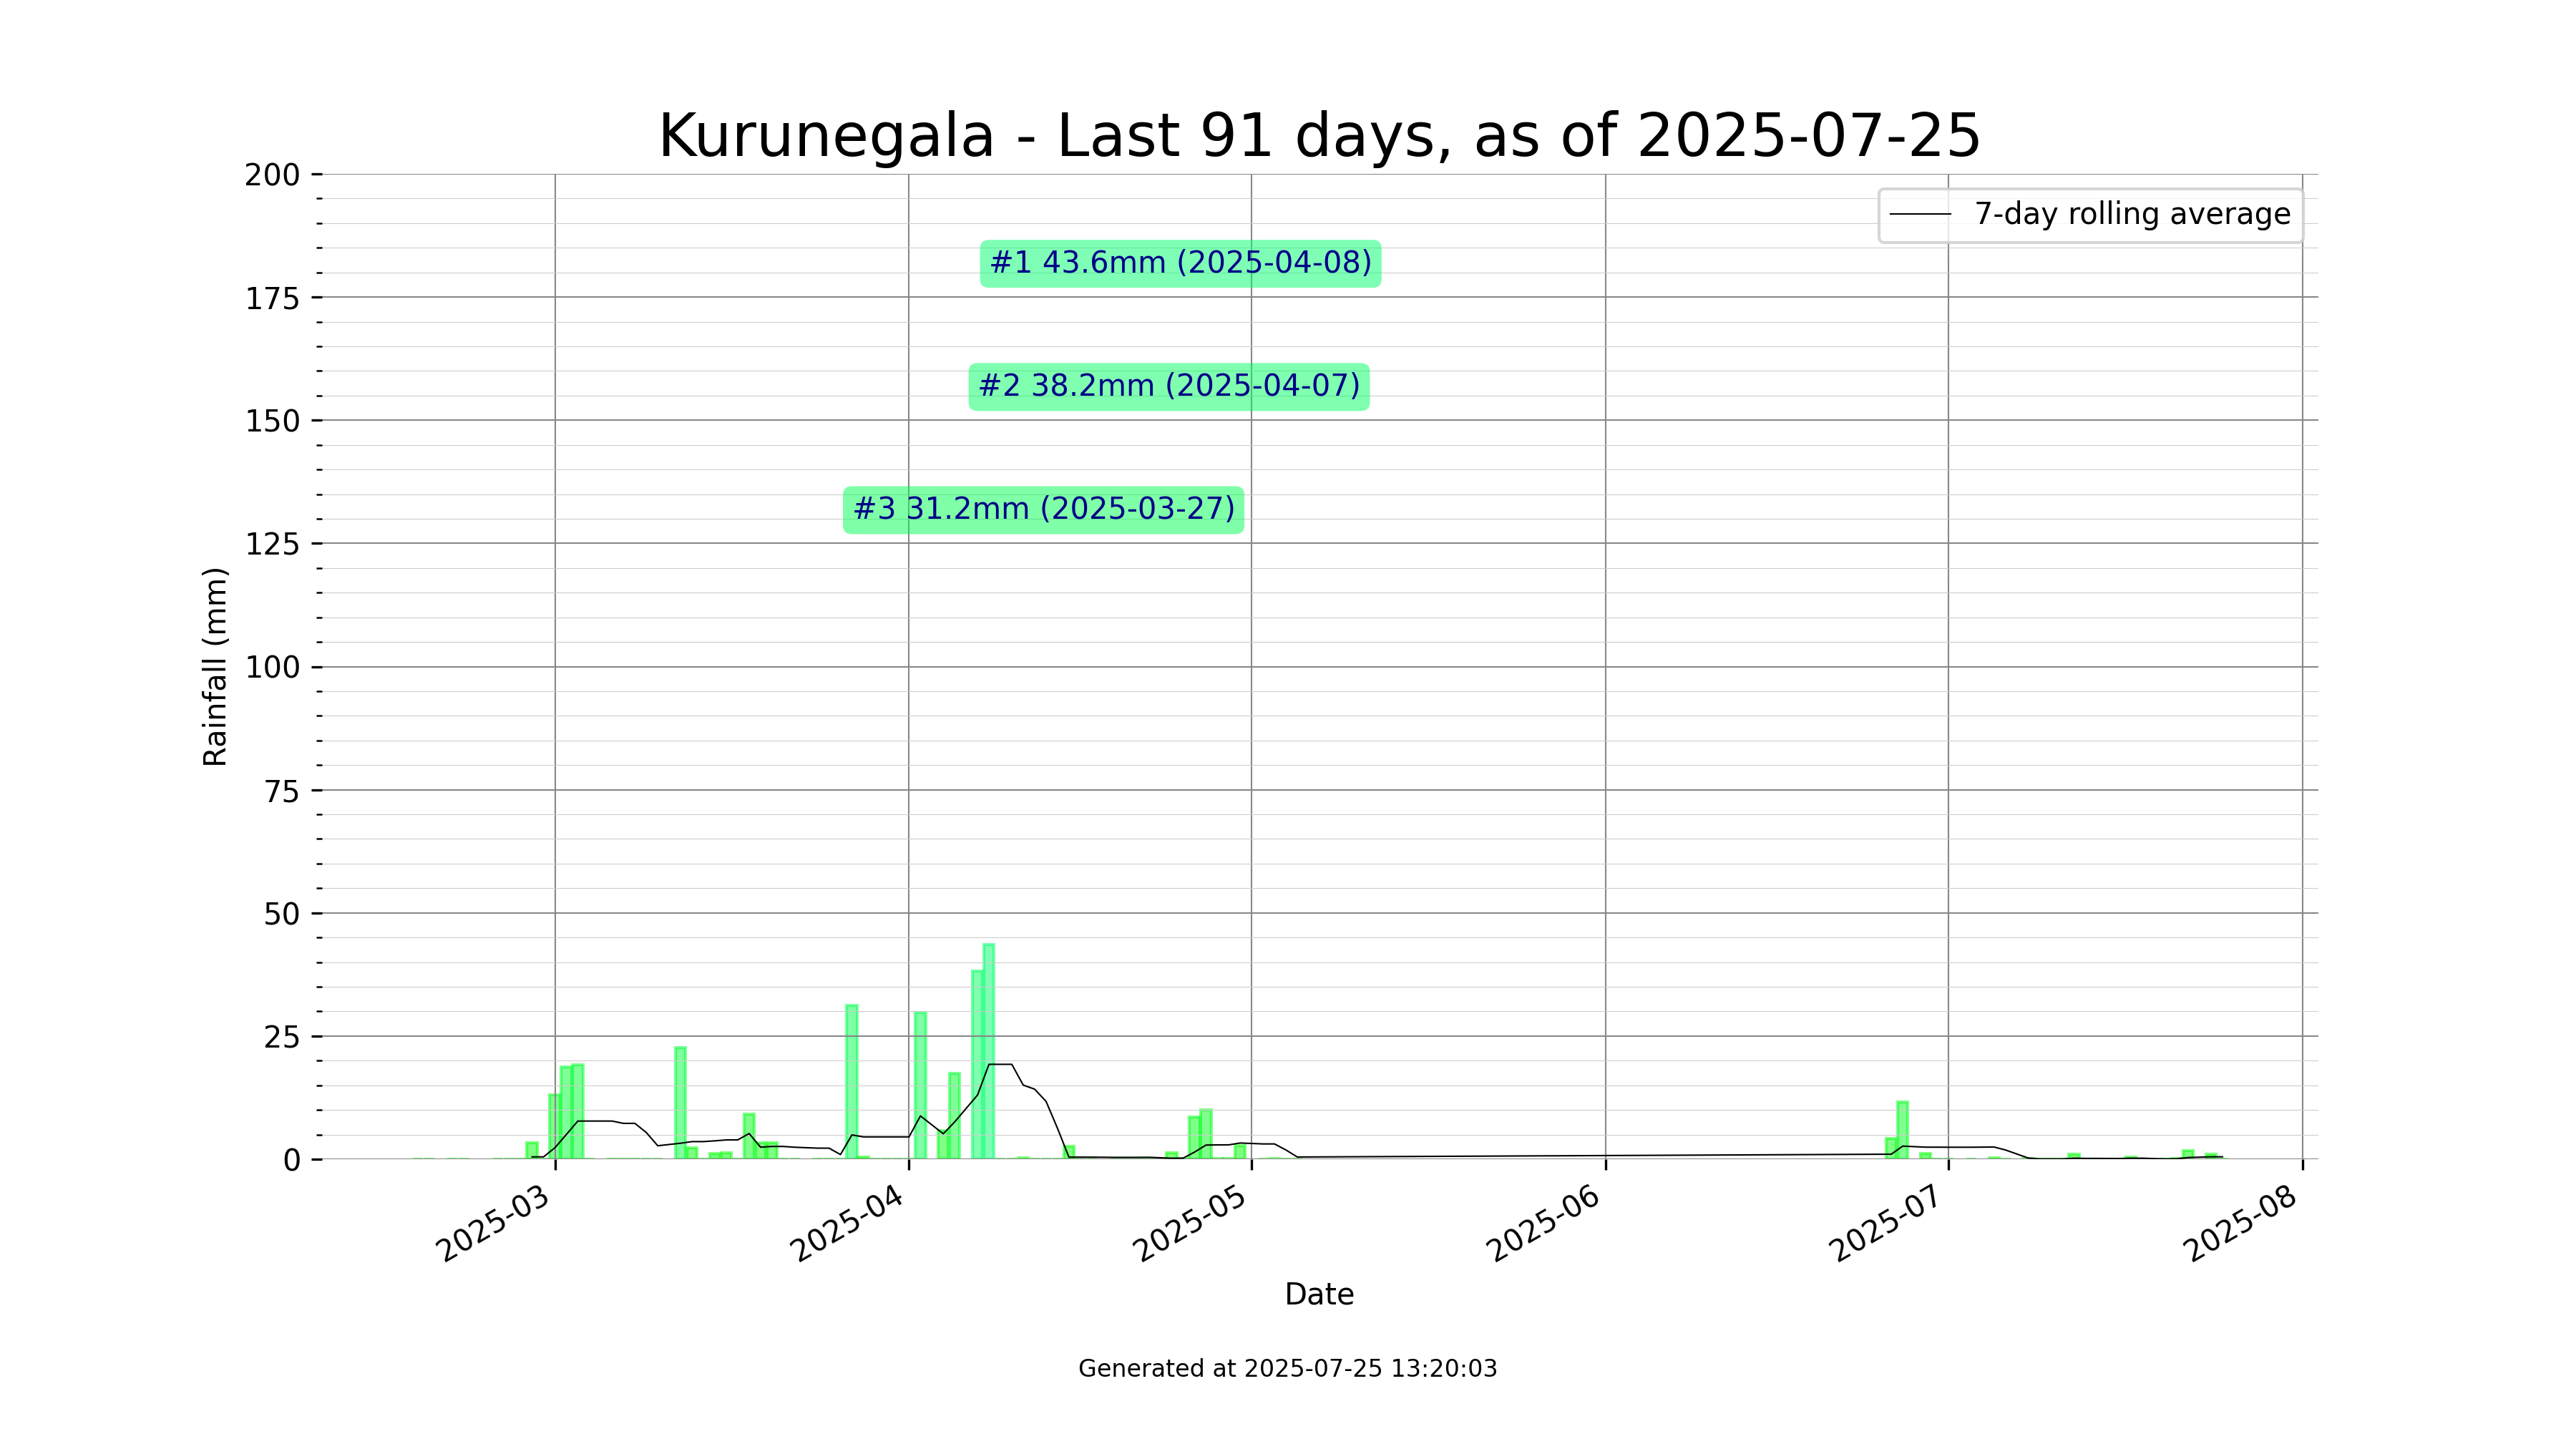 Kurunegala - Last 91 days, as of 2025-07-25
200
175
150
125
100
75
50
25
0
Rainfall (mm)
7-day rolling average
#1 43.6mm (2025-04-08)
#2 38.2mm (2025-04-07)
#3 31.2mm (2025-03-27)
2025-03
2025-04
2025-05
2025-06
2025-07
2025-08
Date
Generated at 2025-07-25 13:20:03